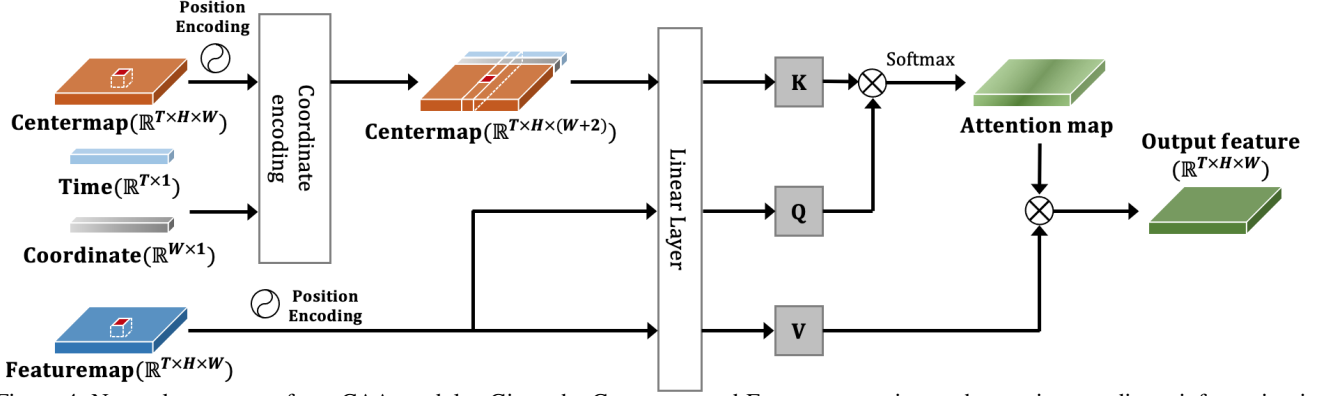 Position
Encoding
Centermap(ℝ^{T×H×W})
Time(ℝ^{T×1})
Coordinate(ℝ^{W×1})
Coordinate
encoding
Centermap(ℝ^{T×H×(W+2)})
Position
Encoding
Featuremap(ℝ^{T×H×W})
Linear Layer
K
Q
V
Softmax
Attention map
Output feature
(ℝ^{T×H×W})